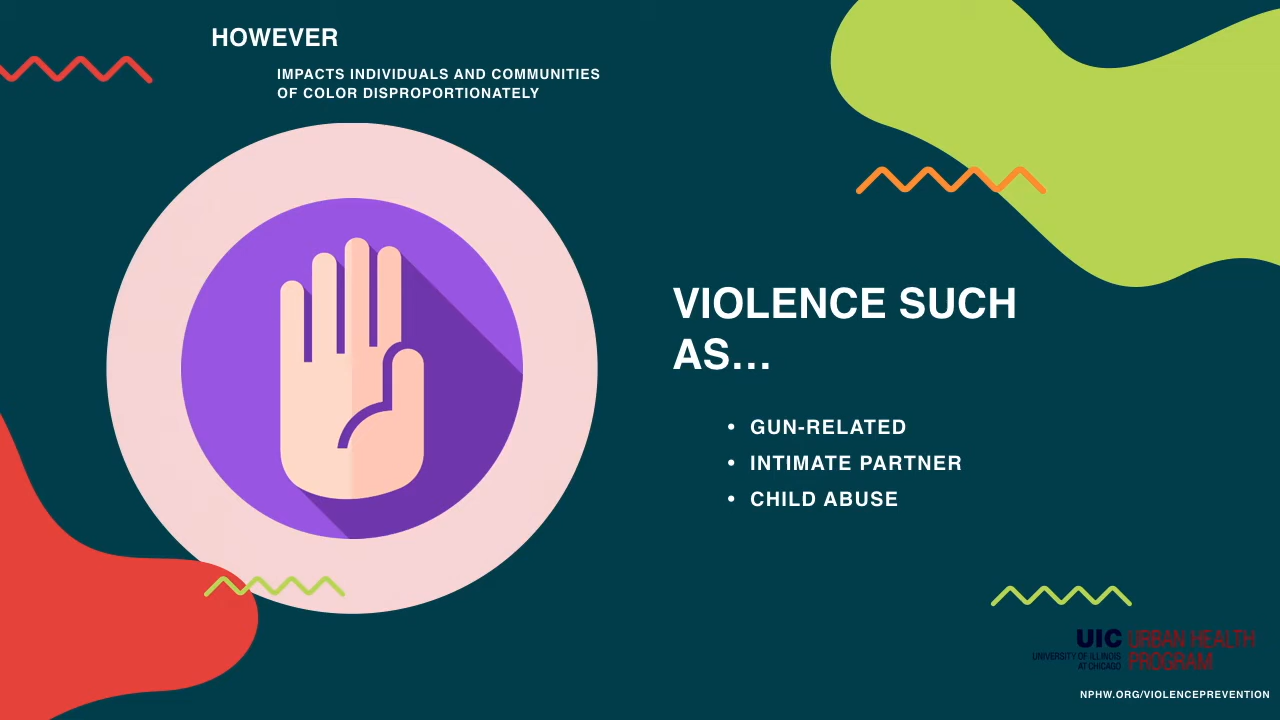 HOWEVER
IMPACTS INDIVIDUALS AND COMMUNITIES
OF COLOR DISPROPORTIONATELY
VIOLENCE SUCH
AS...
• GUN-RELATED
• INTIMATE PARTNER
• CHILD ABUSE
UIC URBAN HEALTH
PROGRAM
UNIVERSITY OF ILLINOIS
AT CHICAGO
NPHW.ORG/VIOLENCEPREVENTION